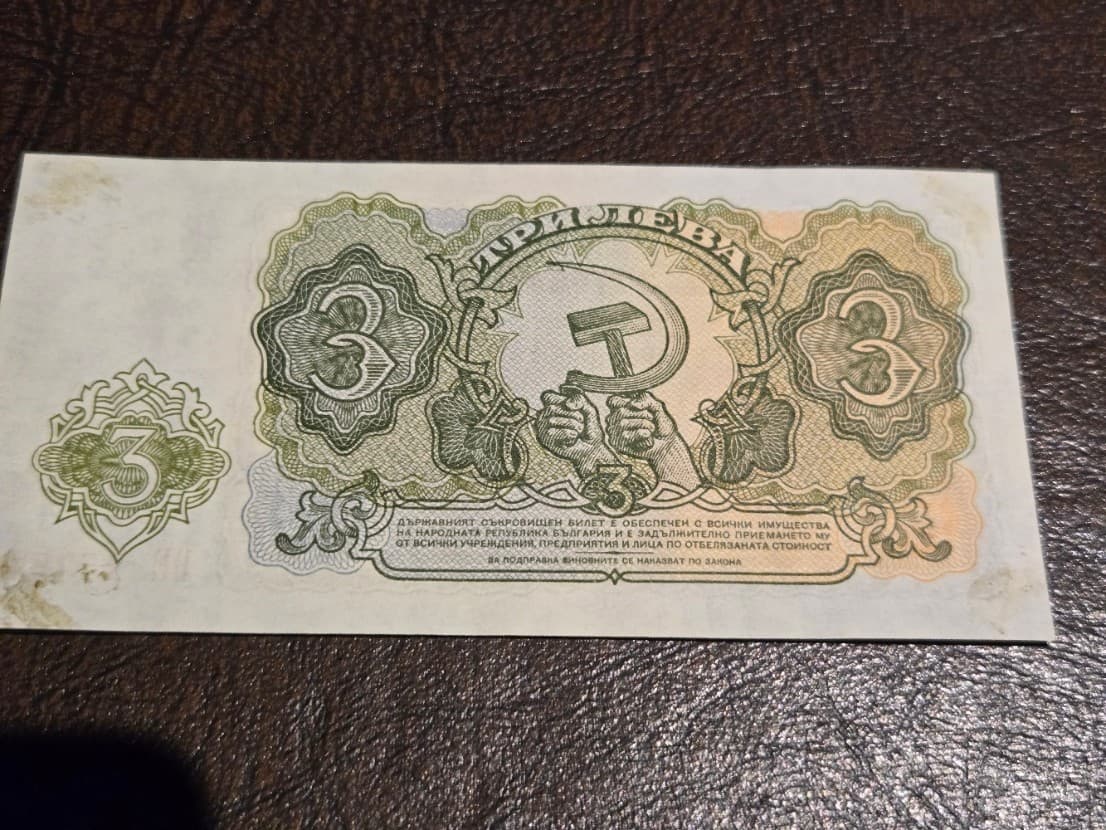 ТРИ ЛЕВА
3
3
3
3
ДЪРЖАВНИЯТ СЪКРОВИЩЕН БИЛЕТ Е ОБЕСПЕЧЕН С ВСИЧКИ ИМУЩЕСТВА
НА НАРОДНАТА РЕПУБЛИКА БЪЛГАРИЯ И Е ЗАДЪЛЖИТЕЛНО ПРИЕМАНЕТО МУ
ОТ ВСИЧКИ УЧРЕЖДЕНИЯ, ПРЕДПРИЯТИЯ И ЛИЦА ПО ОТБЕЛЯЗАНАТА СТОЙНОСТ
ЗА ПОДПРАВКА ВИНОВНИТЕ СЕ НАКАЗВАТ ПО ЗАКОНА